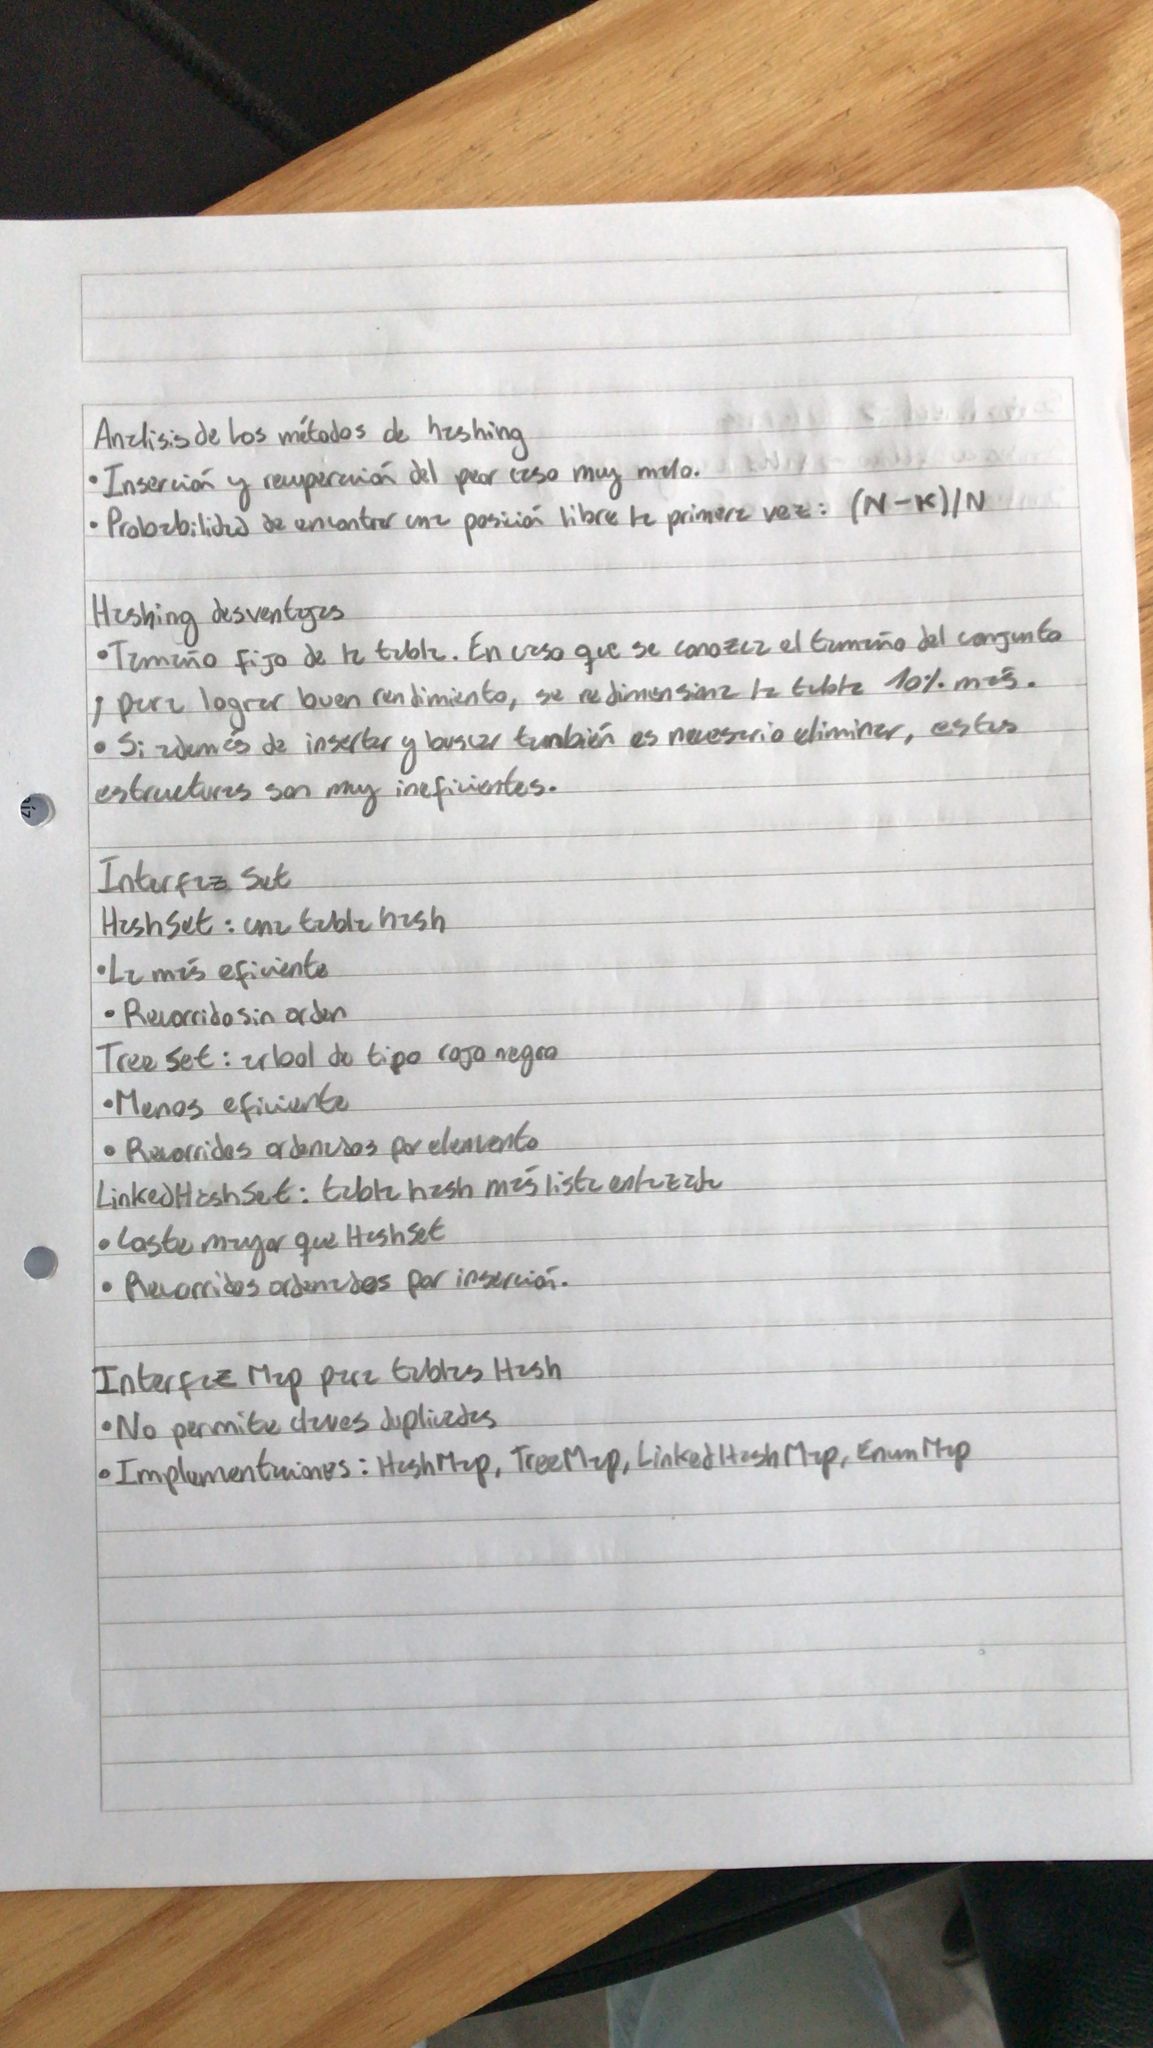 Analisis de los métodos de hashing
• Inserción y recuperación del peor caso muy malo.
• Probabilidad de encontrar una posición libre la primera vez: (N-K)/N
Hashing desventajas
• Tamaño fijo de la tabla. En caso que se conozca el tamaño del conjunto
, para lograr buen rendimiento, se redimensiona la tabla 10% más.
• Si además de insertar y buscar también es necesario eliminar, estas
estructuras son muy ineficientes.
Interfaz Set
HashSet: una tabla hash
• La más eficiente
• Recorrido sin orden
Tree Set: arbol de tipo rojo negro
• Menos eficiente
• Recorridos ordenados por elemento
LinkedHashSet: tabla hash más lista enlazada
• Coste mayor que HashSet
• Recorridos ordenados por inserción.
Interfaz Map para tablas Hash
• No permite claves duplicadas
• Implementaciones: HashMap, TreeMap, LinkedHashMap, EnumMap